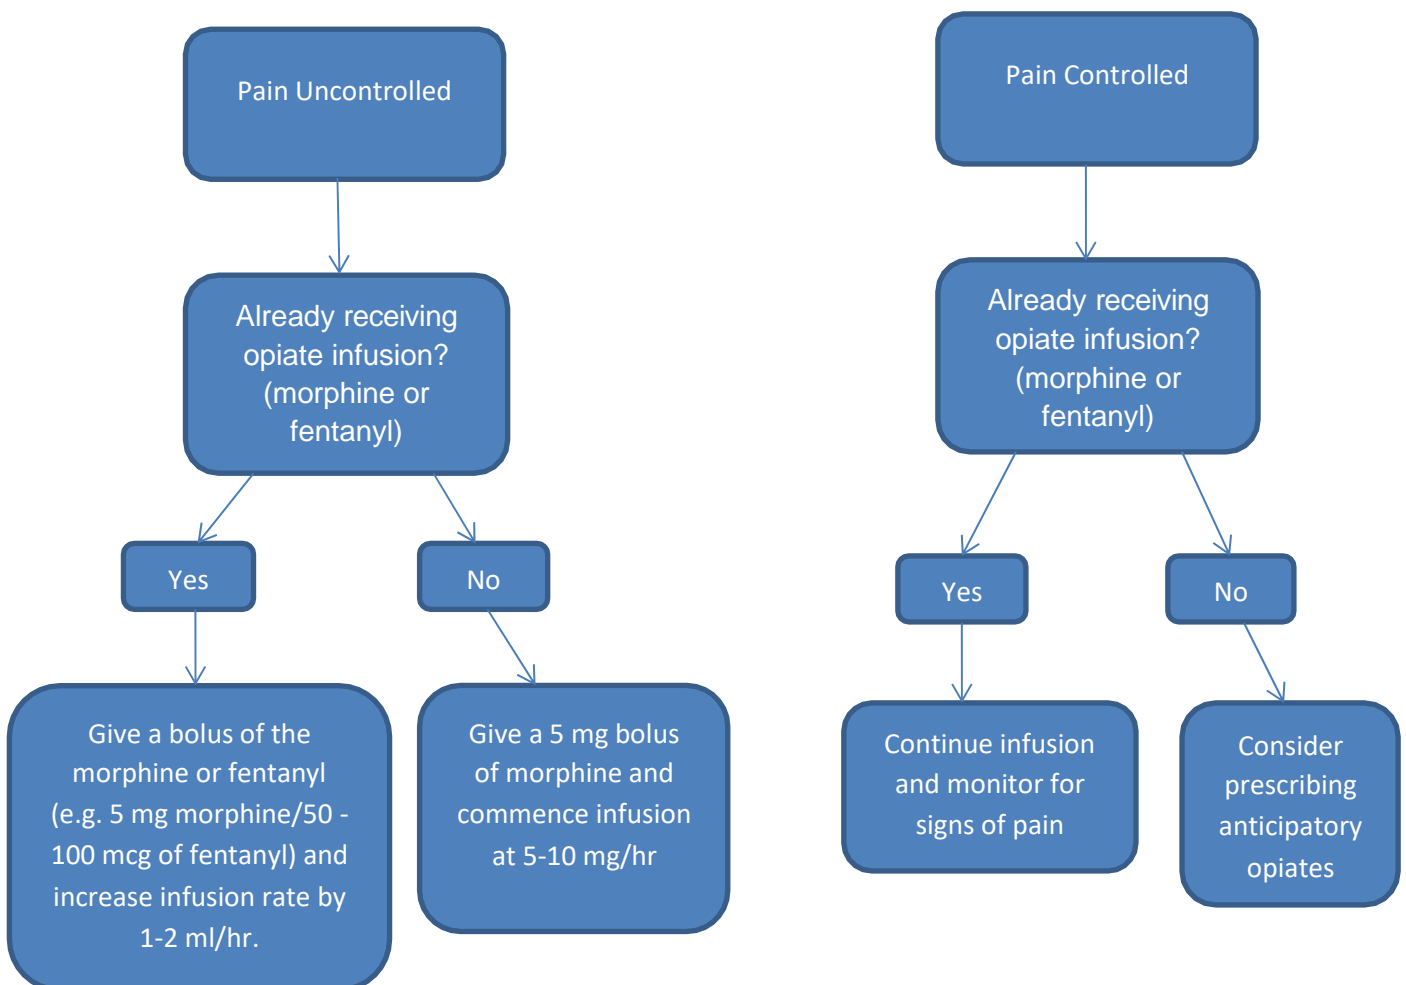 Pain Uncontrolled
Already receiving
opiate infusion?
(morphine or
fentanyl)
Yes
No
Give a bolus of the
morphine or fentanyl
(e.g. 5 mg morphine/50 -
100 mcg of fentanyl) and
increase infusion rate by
1-2 ml/hr.
Give a 5 mg bolus
of morphine and
commence infusion
at 5-10 mg/hr
Pain Controlled
Already receiving
opiate infusion?
(morphine or
fentanyl)
Yes
No
Continue infusion
and monitor for
signs of pain
Consider
prescribing
anticipatory
opiates